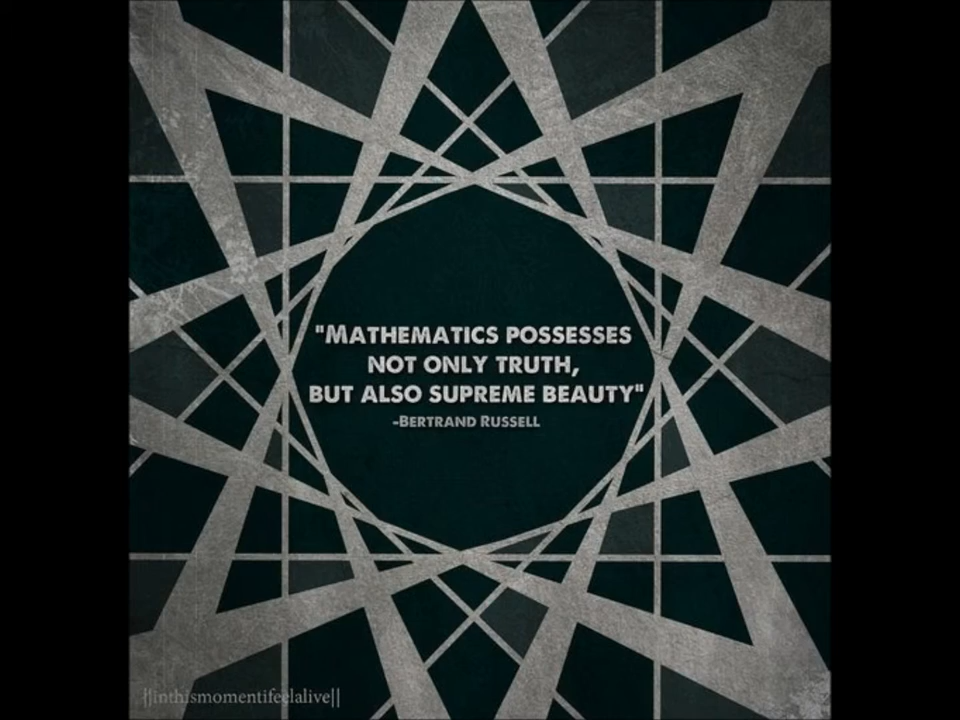 "MATHEMATICS POSSESSES
NOT ONLY TRUTH,
BUT ALSO SUPREME BEAUTY"
-BERTRAND RUSSELL
||inthismomentifeelalive||